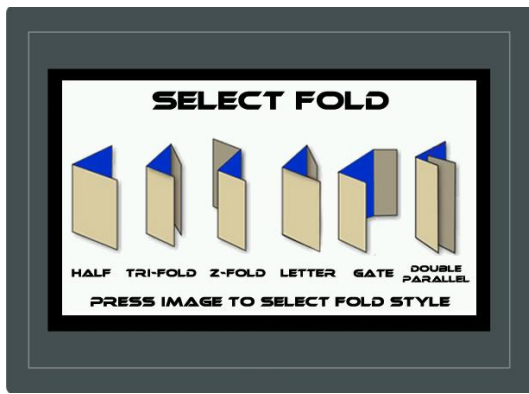 SELECT FOLD
HALF TRI-FOLD Z-FOLD LETTER GATE DOUBLE PARALLEL
PRESS IMAGE TO SELECT FOLD STYLE